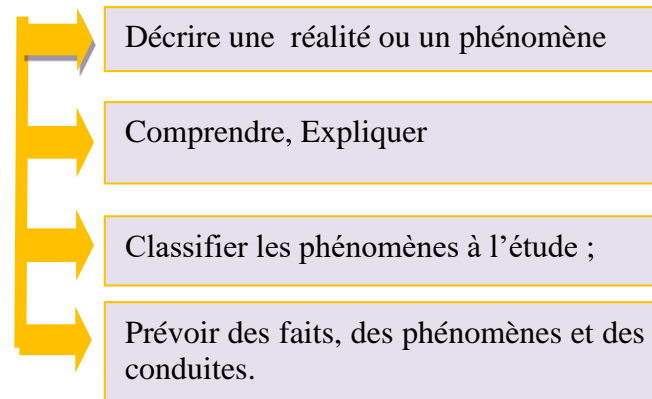 Décrire une réalité ou un phénomène
Comprendre, Expliquer
Classifier les phénomènes à l’étude ;
Prévoir des faits, des phénomènes et des
conduites.